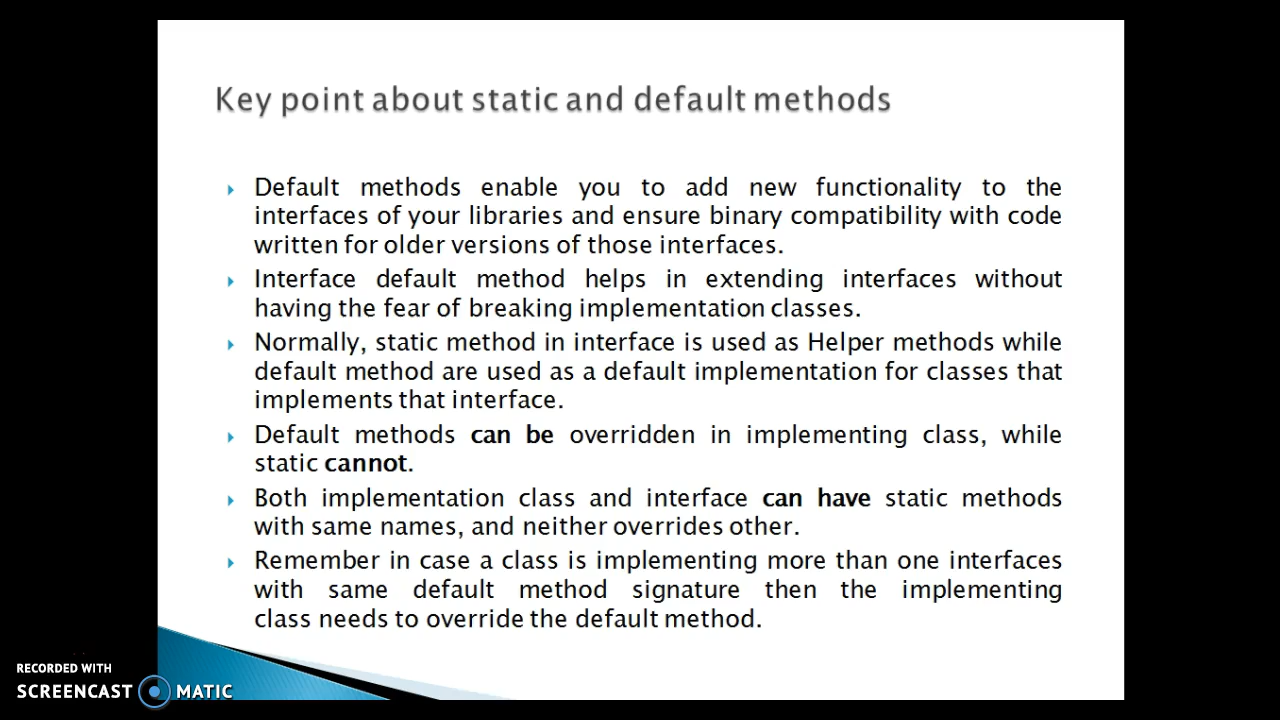 Key point about static and default methods
Default methods enable you to add new functionality to the
interfaces of your libraries and ensure binary compatibility with code
written for older versions of those interfaces.
Interface default method helps in extending interfaces without
having the fear of breaking implementation classes.
Normally, static method in interface is used as Helper methods while
default method are used as a default implementation for classes that
implements that interface.
Default methods can be overridden in implementing class, while
static cannot.
Both implementation class and interface can have static methods
with same names, and neither overrides other.
Remember in case a class is implementing more than one interfaces
with same default method signature then the implementing
class needs to override the default method.
RECORDED WITH
SCREENCAST MATIC